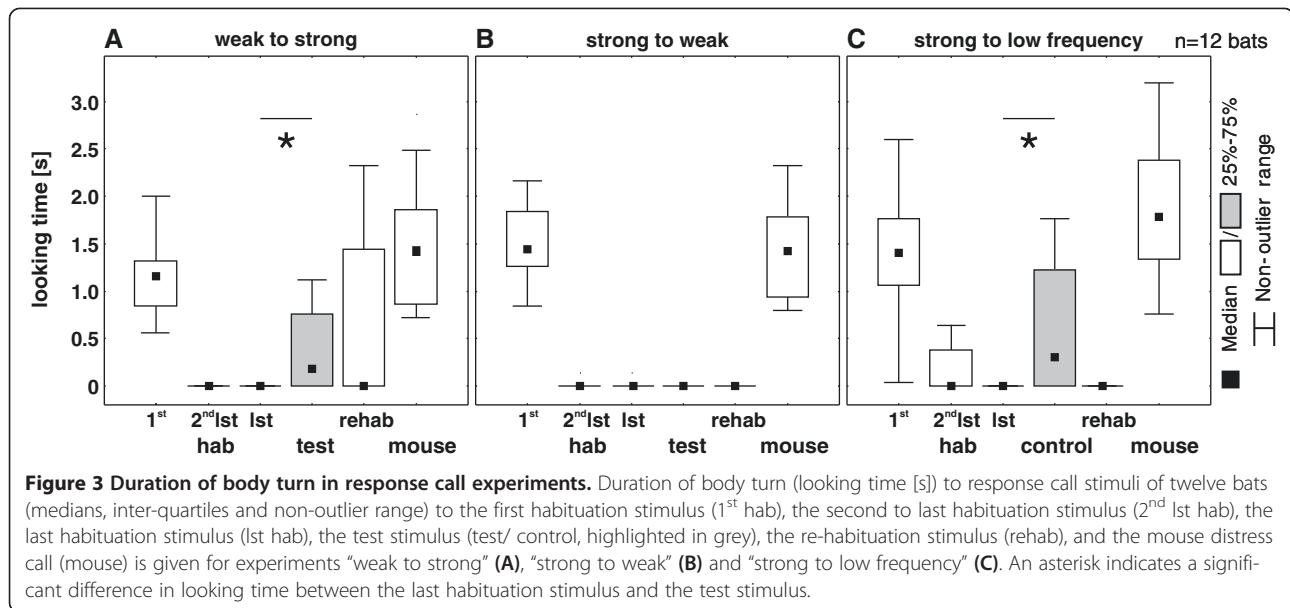 A weak to strong
B strong to weak
C strong to low frequency n=12 bats
looking time [s]
3.0
2.5
2.0
1.5
1.0
0.5
0
1st 2nd lst lst rehab
hab test mouse
2nd lst lst rehab
1st hab test mouse
1st 2nd lst lst rehab
hab control mouse
Median / 25%-75%
Non-outlier range
Figure 3 Duration of body turn in response call experiments. Duration of body turn (looking time [s]) to response call stimuli of twelve bats
(medians, inter-quartiles and non-outlier range) to the first habituation stimulus (1st hab), the second to last habituation stimulus (2nd lst hab), the
last habituation stimulus (lst hab), the test stimulus (test/ control, highlighted in grey), the re-habituation stimulus (rehab), and the mouse distress
call (mouse) is given for experiments “weak to strong” (A), “strong to weak” (B) and “strong to low frequency” (C). An asterisk indicates a signifi-
cant difference in looking time between the last habituation stimulus and the test stimulus.